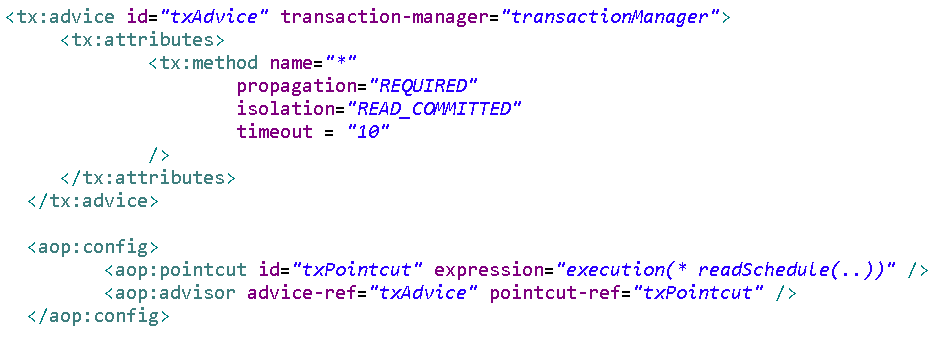 <tx:advice id="txAdvice" transaction-manager="transactionManager">
<tx:attributes>
<tx:method name="*"
propagation="REQUIRED"
isolation="READ_COMMITTED"
timeout = "10"
/>
</tx:attributes>
</tx:advice>
<aop:config>
<aop:pointcut id="txPointcut" expression="execution(* readSchedule(..))" />
<aop:advisor advice-ref="txAdvice" pointcut-ref="txPointcut" />
</aop:config>